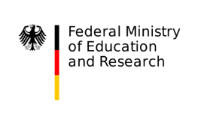 Federal Ministry
of Education
and Research